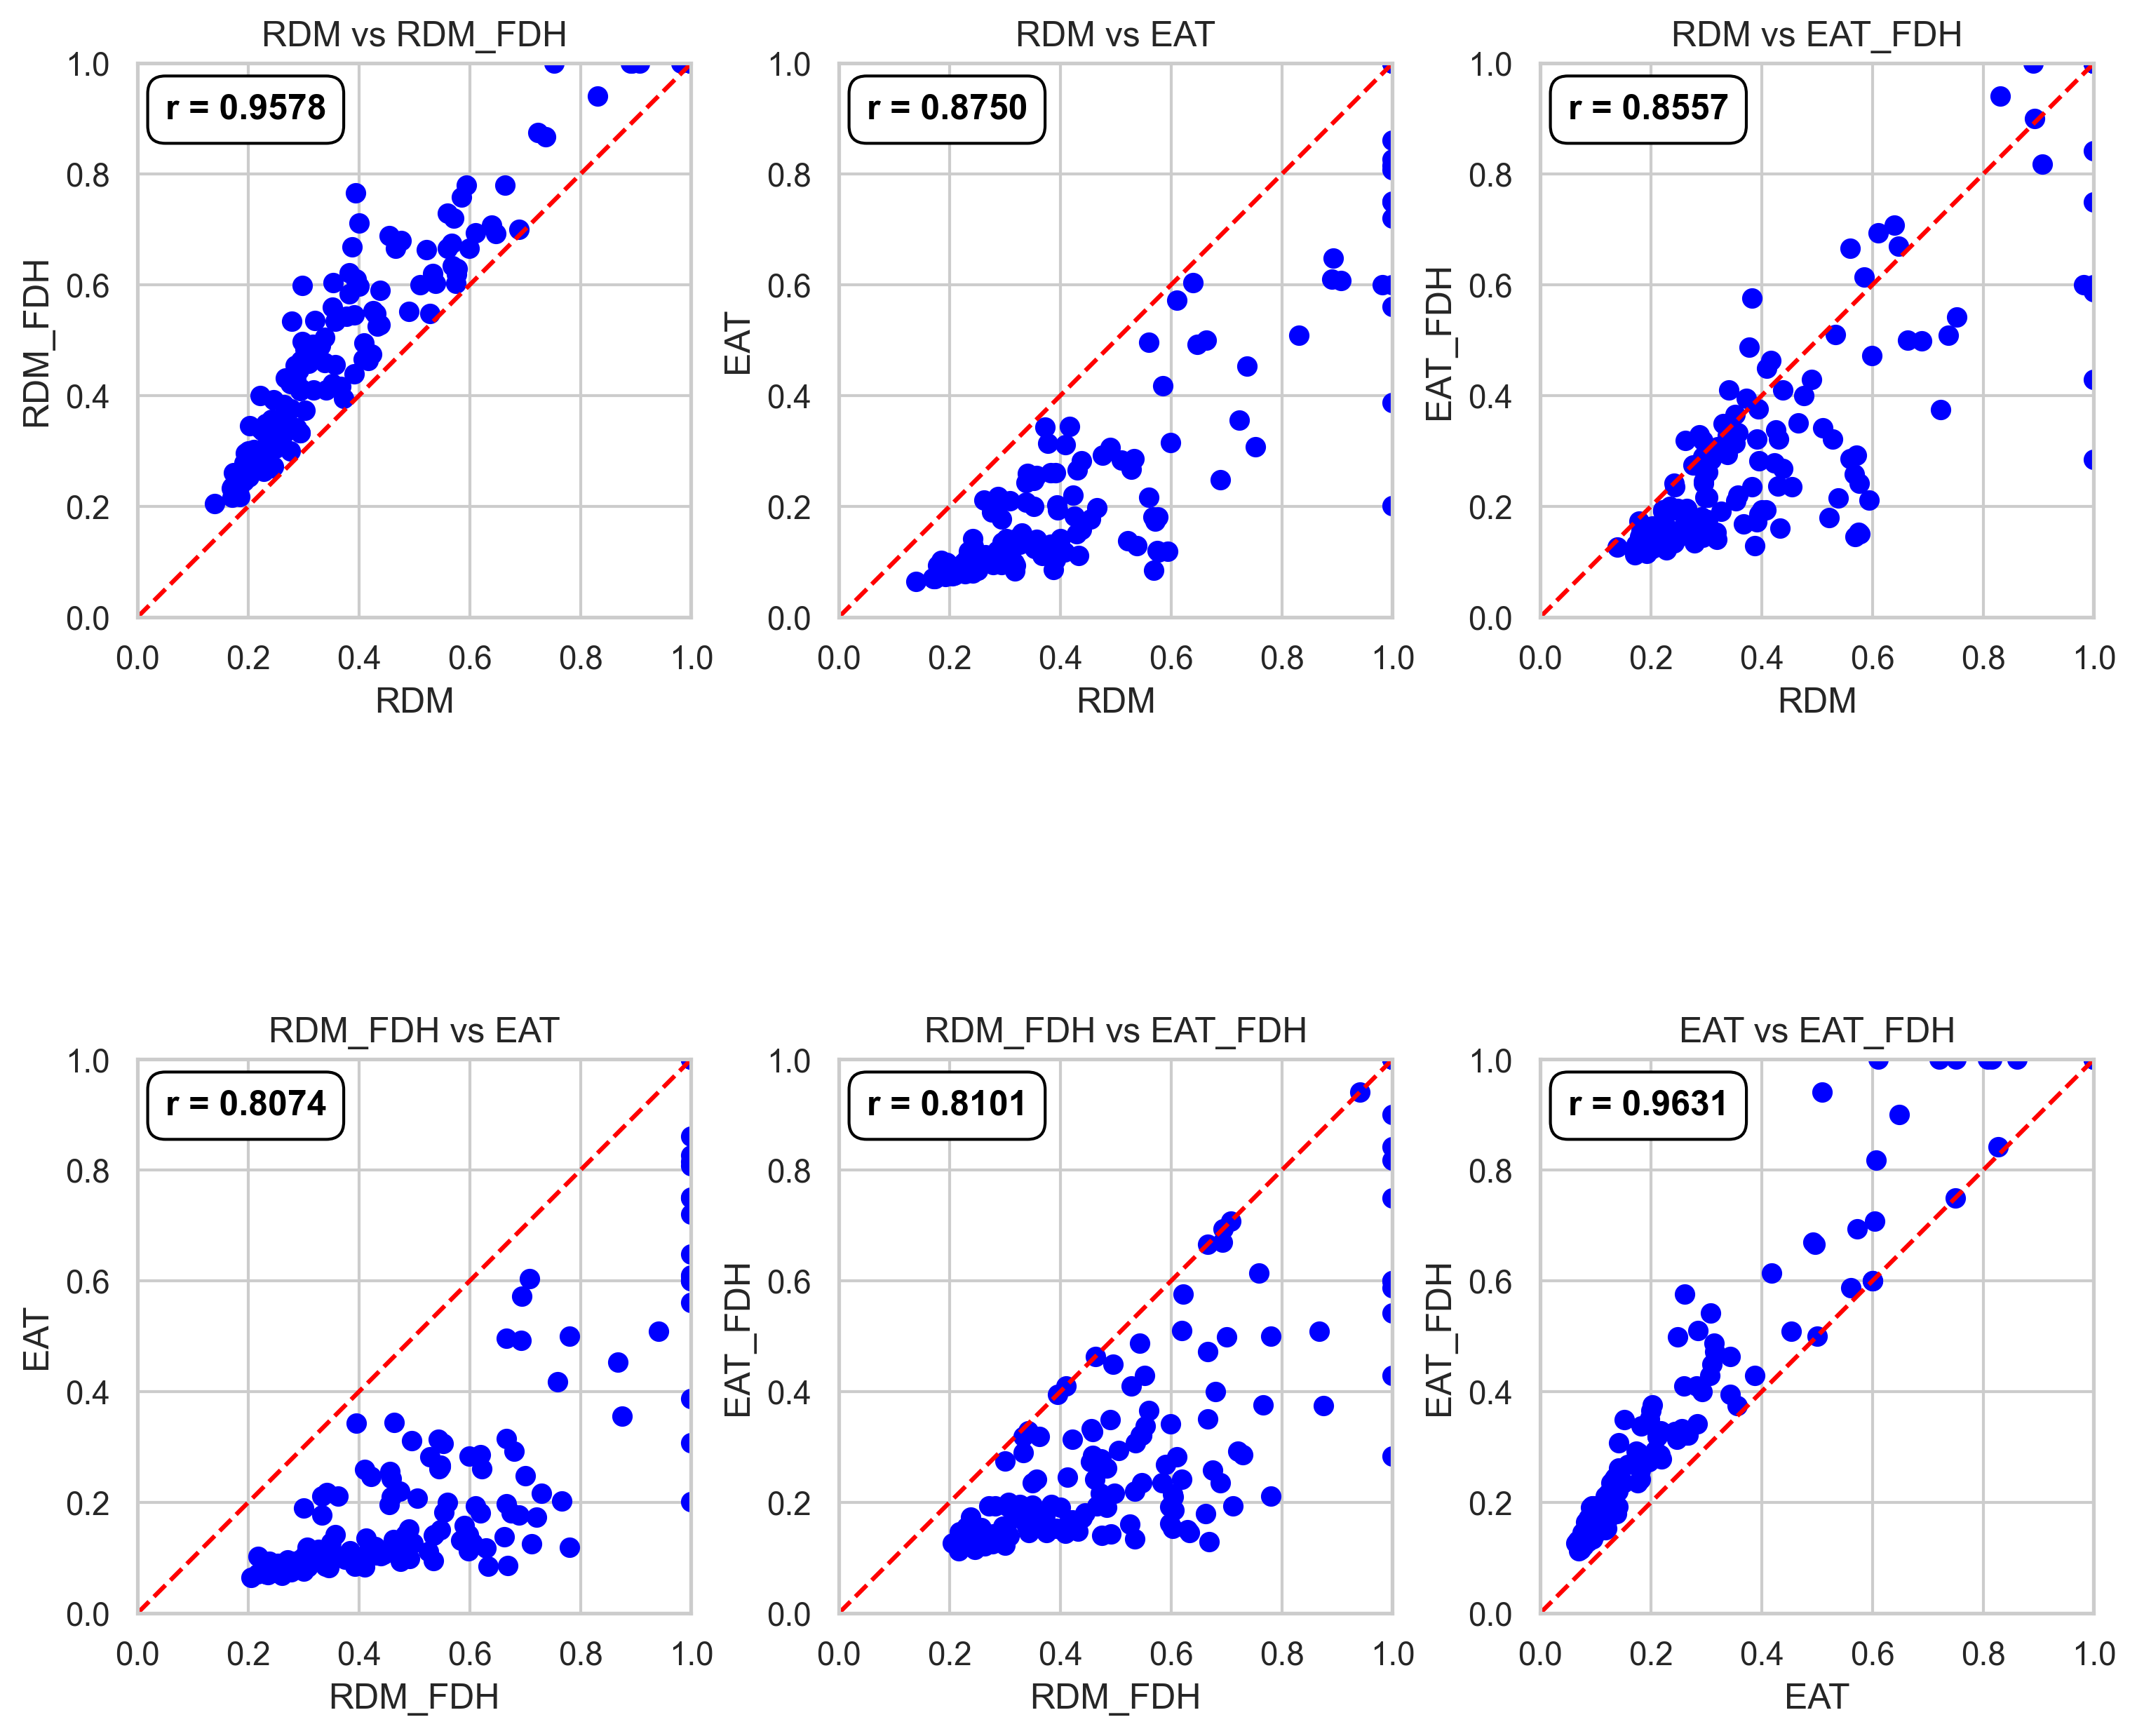 RDM vs RDM_FDH
RDM vs EAT
RDM vs EAT_FDH
r = 0.9578
r = 0.8750
r = 0.8557
1.0
0.8
0.6
0.4
0.2
0.0
RDM_FDH
0.0 0.2 0.4 0.6 0.8 1.0
RDM
1.0
0.8
0.6
0.4
0.2
0.0
EAT
0.0 0.2 0.4 0.6 0.8 1.0
RDM
1.0
0.8
0.6
0.4
0.2
0.0
EAT_FDH
0.0 0.2 0.4 0.6 0.8 1.0
RDM
RDM_FDH vs EAT
RDM_FDH vs EAT_FDH
EAT vs EAT_FDH
r = 0.8074
r = 0.8101
r = 0.9631
1.0
0.8
0.6
0.4
0.2
0.0
EAT
0.0 0.2 0.4 0.6 0.8 1.0
RDM_FDH
1.0
0.8
0.6
0.4
0.2
0.0
EAT_FDH
0.0 0.2 0.4 0.6 0.8 1.0
RDM_FDH
1.0
0.8
0.6
0.4
0.2
0.0
EAT_FDH
0.0 0.2 0.4 0.6 0.8 1.0
EAT